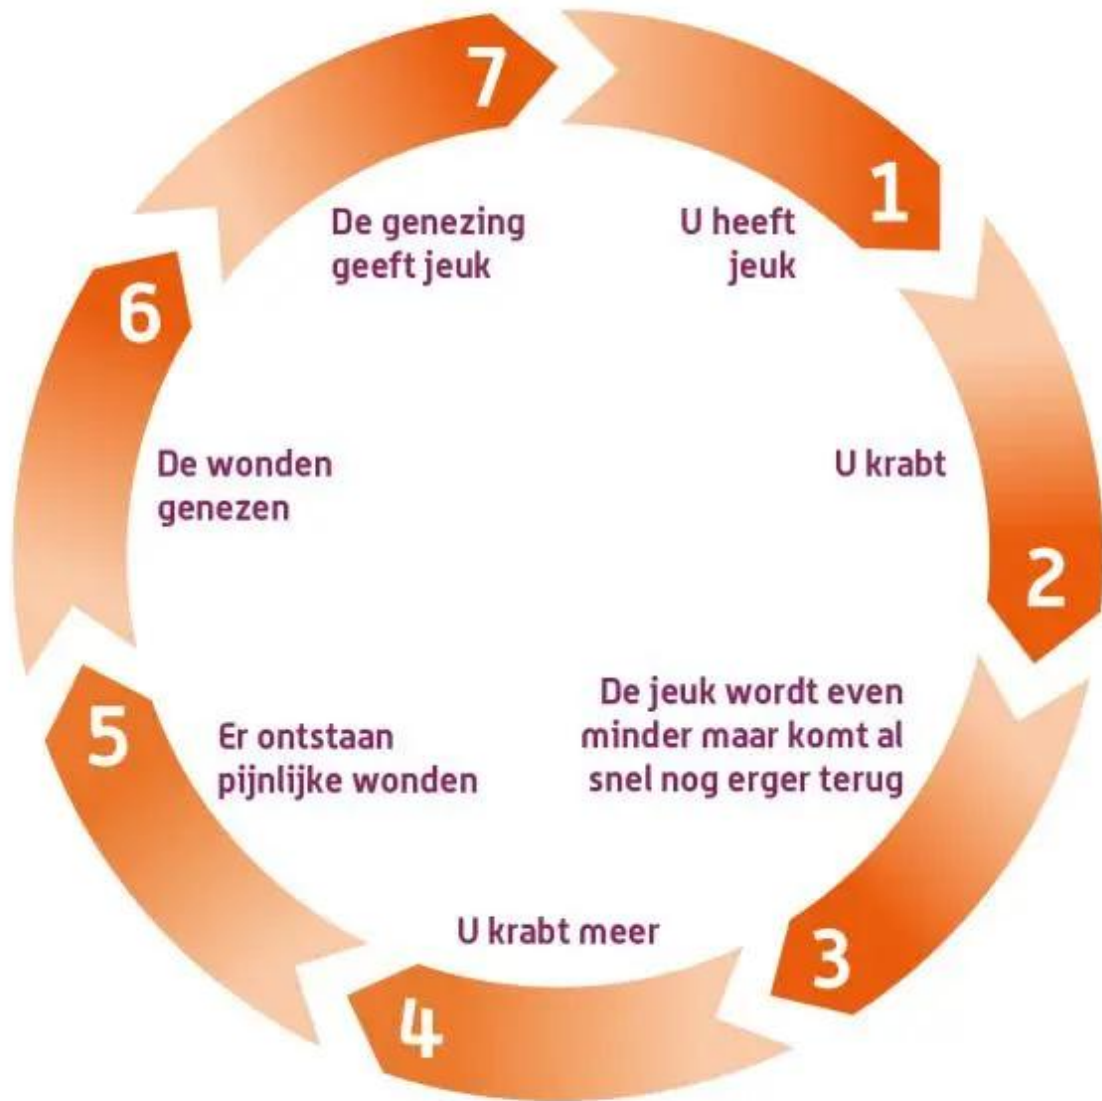 1
U heeft
jeuk
2
U krabt
3
De jeuk wordt even
minder maar komt al
snel nog erger terug
4
U krabt meer
5
Er ontstaan
pijnlijke wonden
6
De wonden
genezen
7
De genezing
geeft jeuk